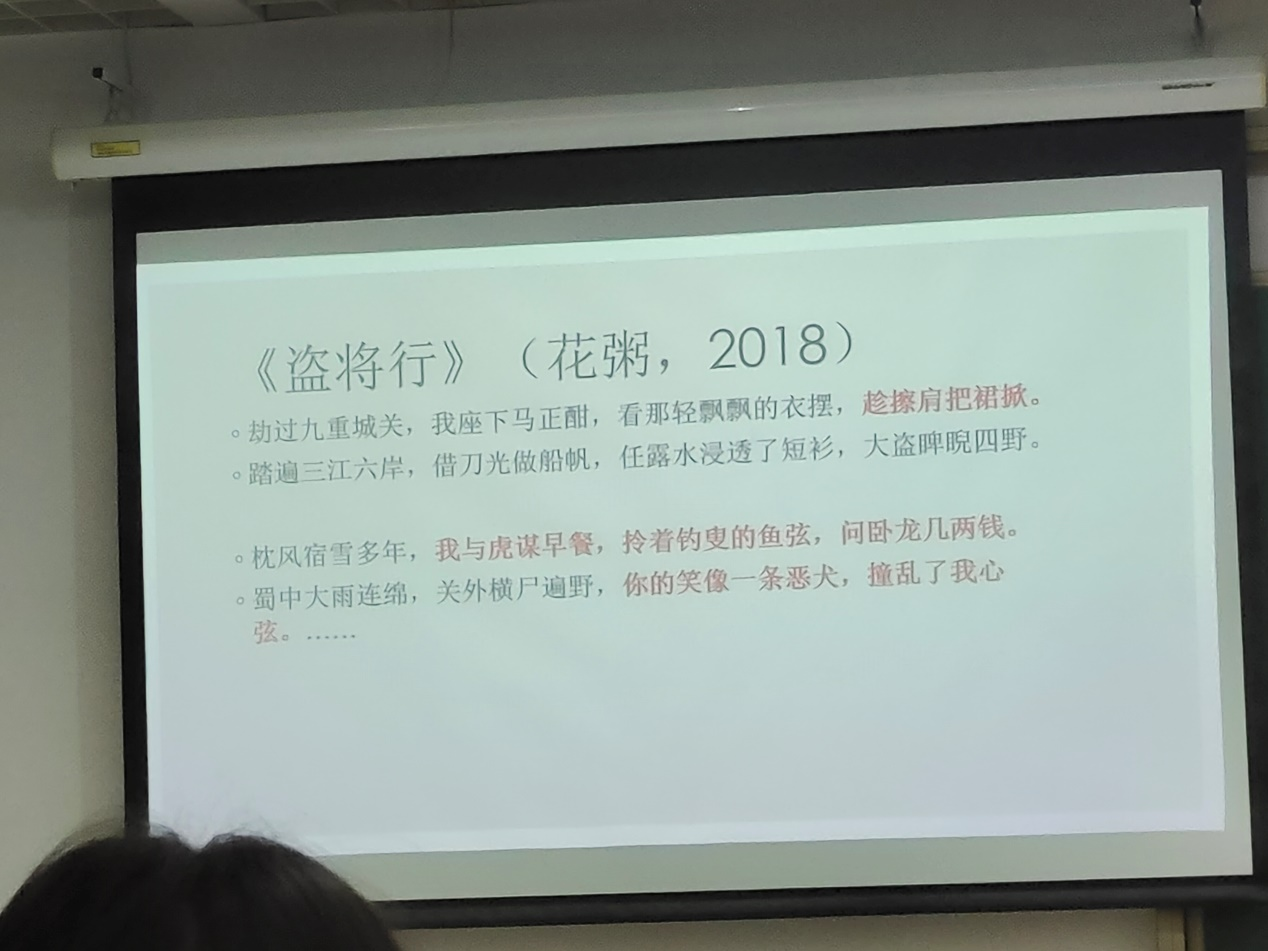 《盗将行》（花粥，2018）
◦ 劫过九重城关，我座下马正酣，看那轻飘飘的衣摆，趁擦肩把裙掀。
◦ 踏遍三江六岸，借刀光做船帆，任露水浸透了短衫，大盗睥睨四野。
◦ 枕风宿雪多年，我与虎谋早餐，拎着钓叟的鱼弦，问卧龙几两钱。
◦ 蜀中大雨连绵，关外横尸遍野，你的笑像一条恶犬，撞乱了我心
弦。……